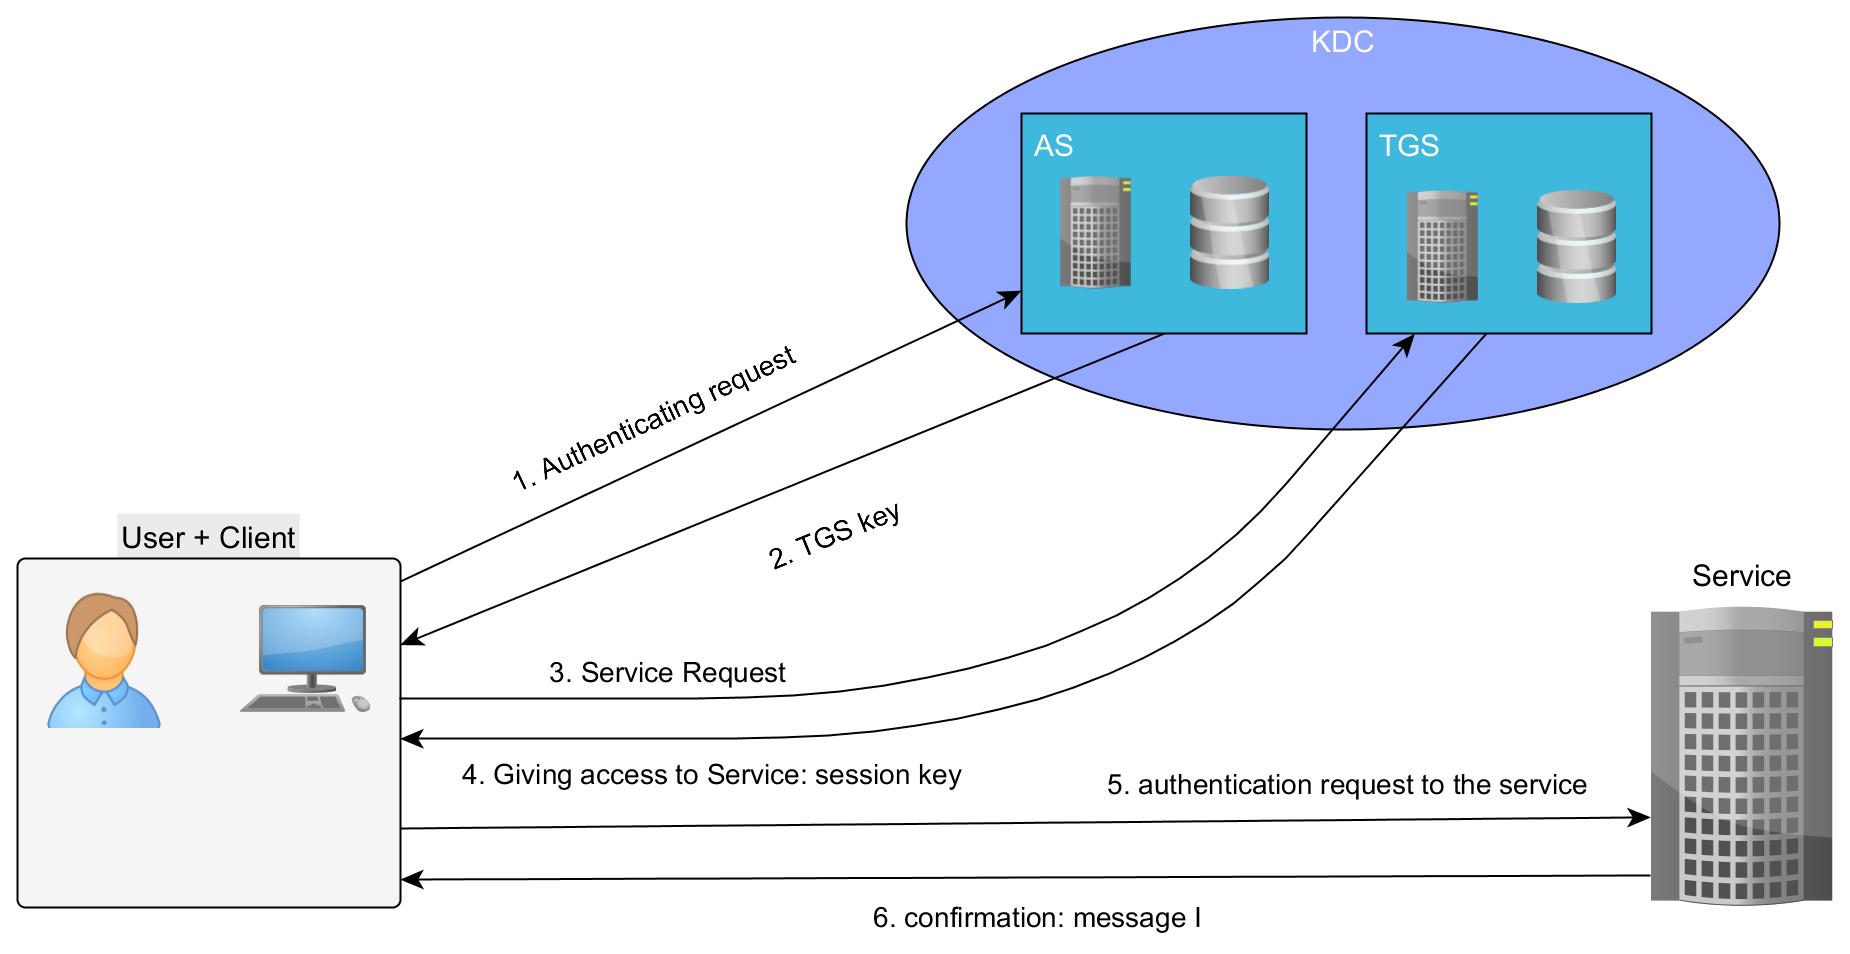 KDC
AS
TGS
1. Authenticating request
2. TGS key
User + Client
Service
3. Service Request
4. Giving access to Service: session key
5. authentication request to the service
6. confirmation: message I